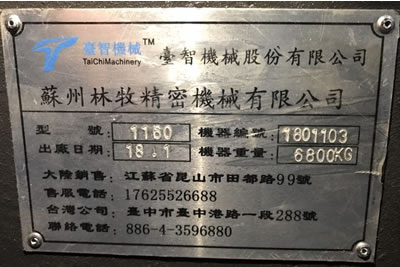 臺智機械™ 臺智機械股份有限公司
TaiChiMachinery
蘇州林牧精密機械有限公司
型號: 1160 機器編號: 1801103
出廠日期: 18.1 機器重量: 6800KG
大陸銷售: 江蘇省昆山市田都路99號
售服電話: 17625526688
台灣公司: 臺中市臺中港路一段288號
聯絡電話: 886-4-3596880